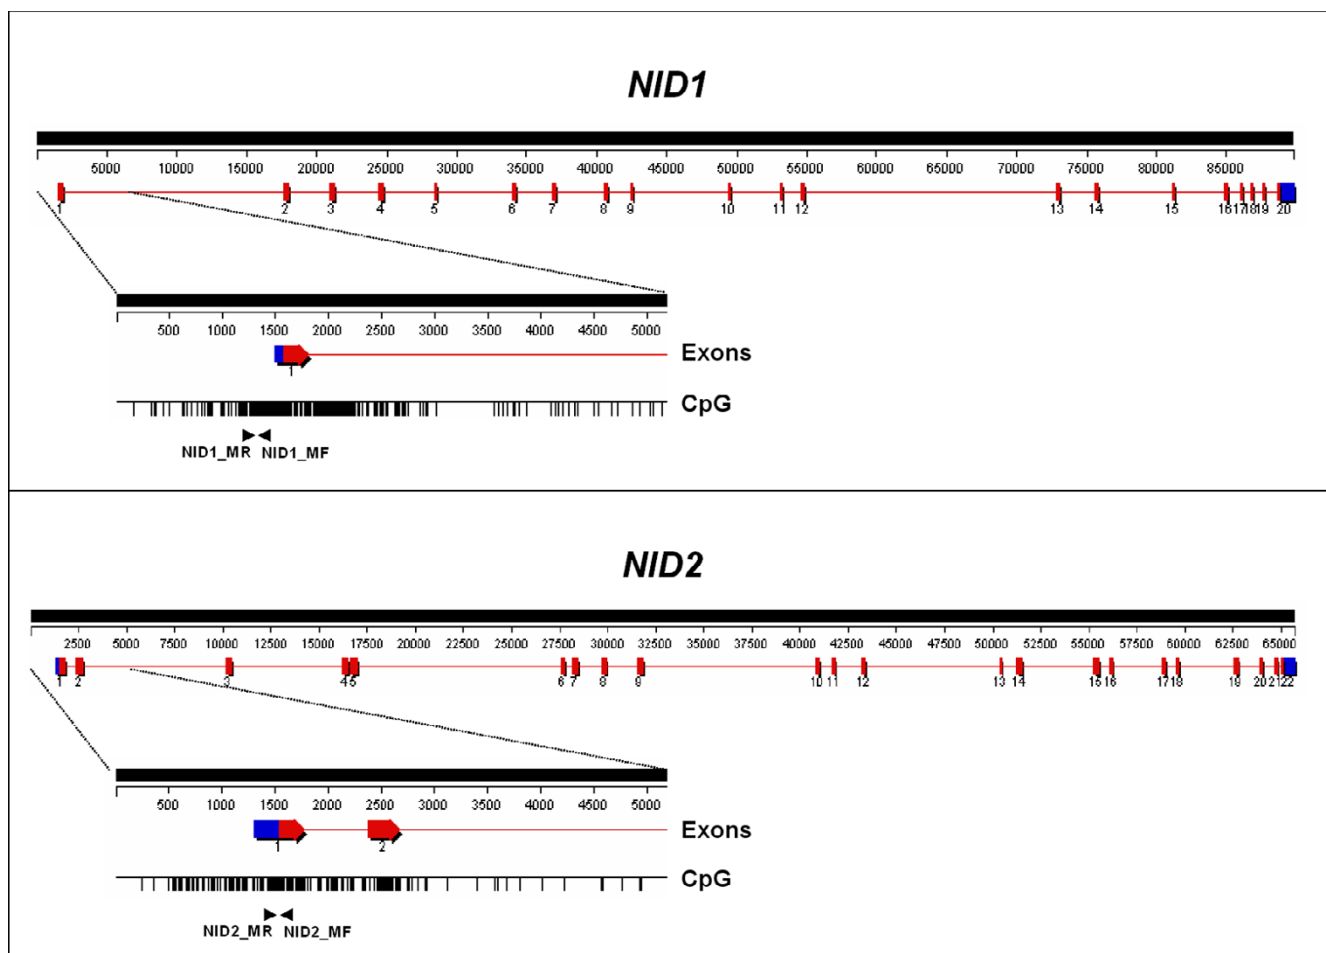 NID1
5000 10000 15000 20000 25000 30000 35000 40000 45000 50000 55000 60000 65000 70000 75000 80000 85000
1 2 3 4 5 6 7 8 9 10 11 12 13 14 15 16 17 18 19 20
500 1000 1500 2000 2500 3000 3500 4000 4500 5000
Exons
1
CpG
NID1_MR NID1_MF
NID2
2500 5000 7500 10000 12500 15000 17500 20000 22500 25000 27500 30000 32500 35000 37500 40000 42500 45000 47500 50000 52500 55000 57500 60000 62500 65000
1 2 3 4 5 6 7 8 9 10 11 12 13 14 15 16 17 18 19 20 21 22
500 1000 1500 2000 2500 3000 3500 4000 4500 5000
Exons
1 2
CpG
NID2_MR NID2_MF